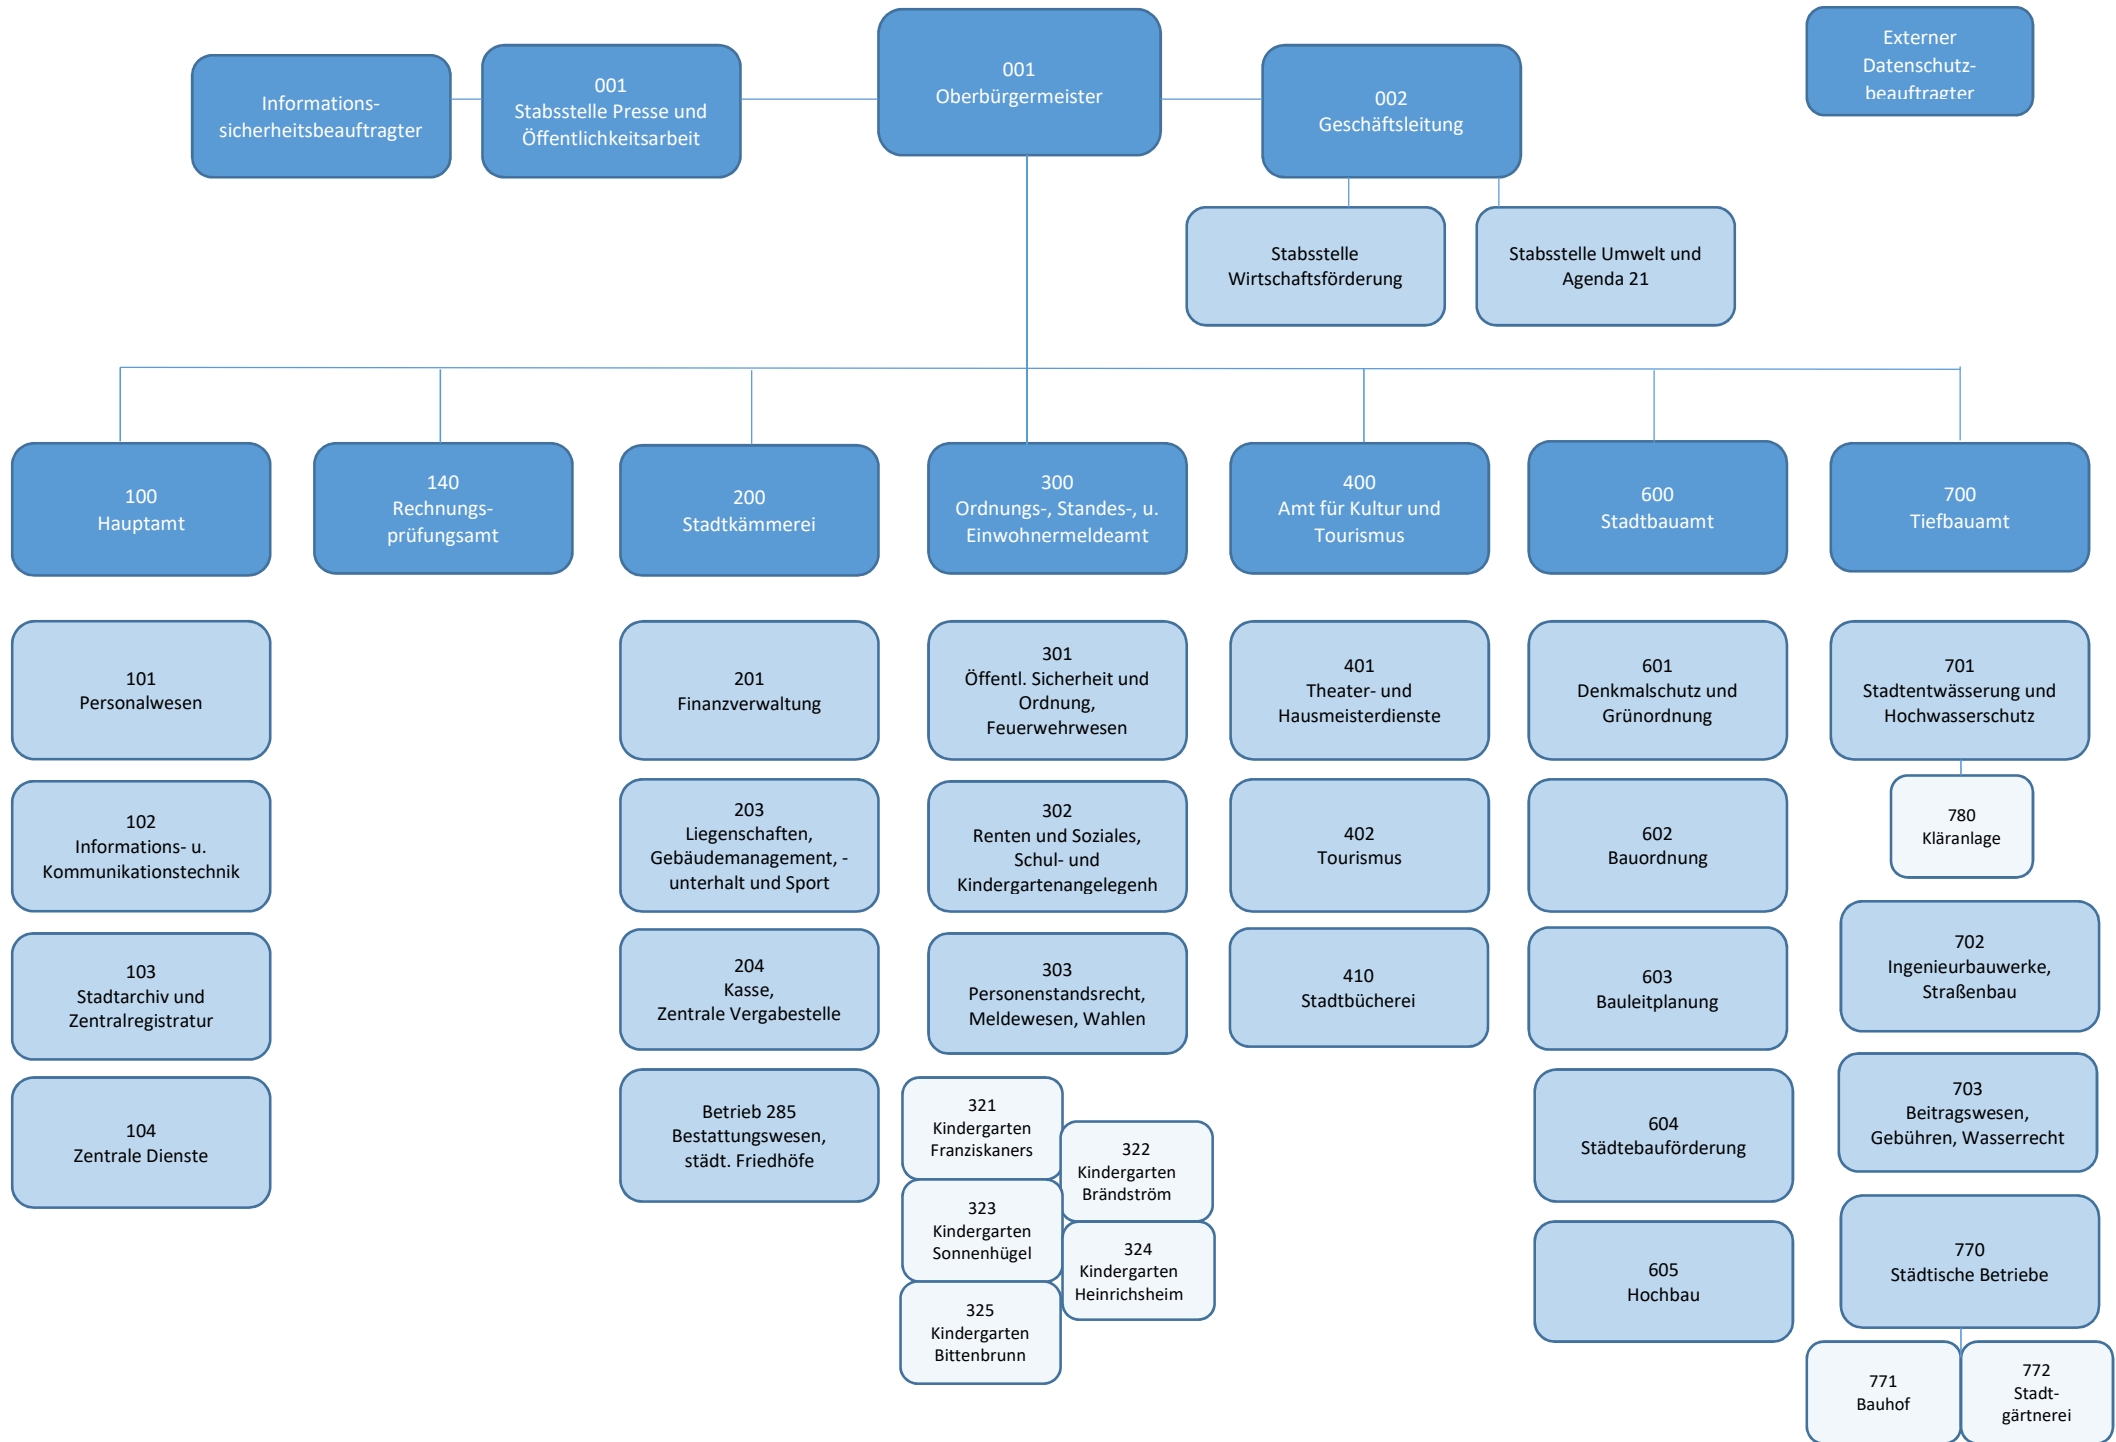 Informations-
sicherheitsbeauftragter
001
Stabsstelle Presse und
Öffentlichkeitsarbeit
001
Oberbürgermeister
002
Geschäftsleitung
Externer
Datenschutz-
beauftragter
Stabsstelle
Wirtschaftsförderung
Stabsstelle Umwelt und
Agenda 21
100
Hauptamt
140
Rechnungs-
prüfungsamt
200
Stadtkämmerei
300
Ordnungs-, Standes-, u.
Einwohnermeldeamt
400
Amt für Kultur und
Tourismus
600
Stadtbauamt
700
Tiefbauamt
101
Personalwesen
102
Informations- u.
Kommunikationstechnik
103
Stadtarchiv und
Zentralregistratur
104
Zentrale Dienste
201
Finanzverwaltung
203
Liegenschaften,
Gebäudemanagement, -
unterhalt und Sport
204
Kasse,
Zentrale Vergabestelle
Betrieb 285
Bestattungswesen,
städt. Friedhöfe
301
Öffentl. Sicherheit und
Ordnung,
Feuerwehrwesen
302
Renten und Soziales,
Schul- und
Kindergartenangelegenh
303
Personenstandsrecht,
Meldewesen, Wahlen
321
Kindergarten
Franziskaners
322
Kindergarten
Brändström
323
Kindergarten
Sonnenhügel
324
Kindergarten
Heinrichsheim
325
Kindergarten
Bittenbrunn
401
Theater- und
Hausmeisterdienste
402
Tourismus
410
Stadtbücherei
601
Denkmalschutz und
Grünordnung
602
Bauordnung
603
Bauleitplanung
604
Städtebauförderung
605
Hochbau
701
Stadtentwässerung und
Hochwasserschutz
780
Kläranlage
702
Ingenieurbauwerke,
Straßenbau
703
Beitragswesen,
Gebühren, Wasserrecht
770
Städtische Betriebe
771
Bauhof
772
Stadt-
gärtnerei